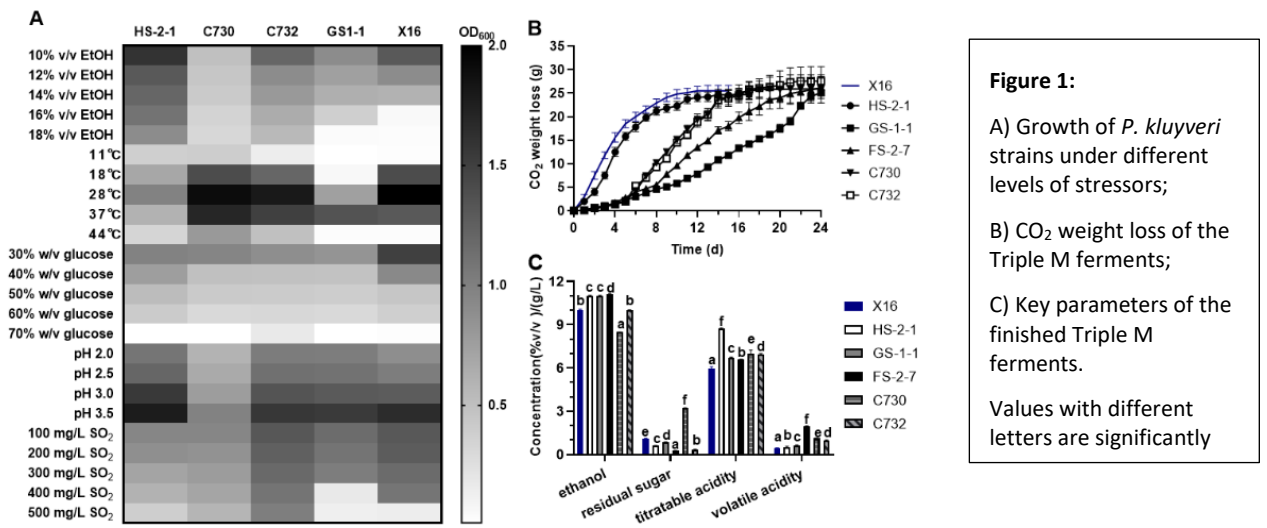 A
HS-2-1 C730 C732 GS1-1 X16
OD600
10% v/v EtOH
12% v/v EtOH
14% v/v EtOH
16% v/v EtOH
18% v/v EtOH
11℃
18℃
28℃
37℃
44℃
30% w/v glucose
40% w/v glucose
50% w/v glucose
60% w/v glucose
70% w/v glucose
pH 2.0
pH 2.5
pH 3.0
pH 3.5
100 mg/L SO2
200 mg/L SO2
300 mg/L SO2
400 mg/L SO2
500 mg/L SO2
2.0
1.5
1.0
0.5
B
CO2 weight loss (g)
35
30
25
20
15
10
5
0
0 4 8 12 16 20 24
Time (d)
X16
HS-2-1
GS-1-1
FS-2-7
C730
C732
C
Concentration(%v/v )/(g/L)
12
9
6
3
0
b c c d a b
e c d a f b
a f c b e d
a b c f e d
ethanol
residual sugar
titratable acidity
volatile acidity
X16
HS-2-1
GS-1-1
FS-2-7
C730
C732
Figure 1:
A) Growth of P. kluyveri
strains under different
levels of stressors;
B) CO2 weight loss of the
Triple M ferments;
C) Key parameters of the
finished Triple M
ferments.
Values with different
letters are significantly